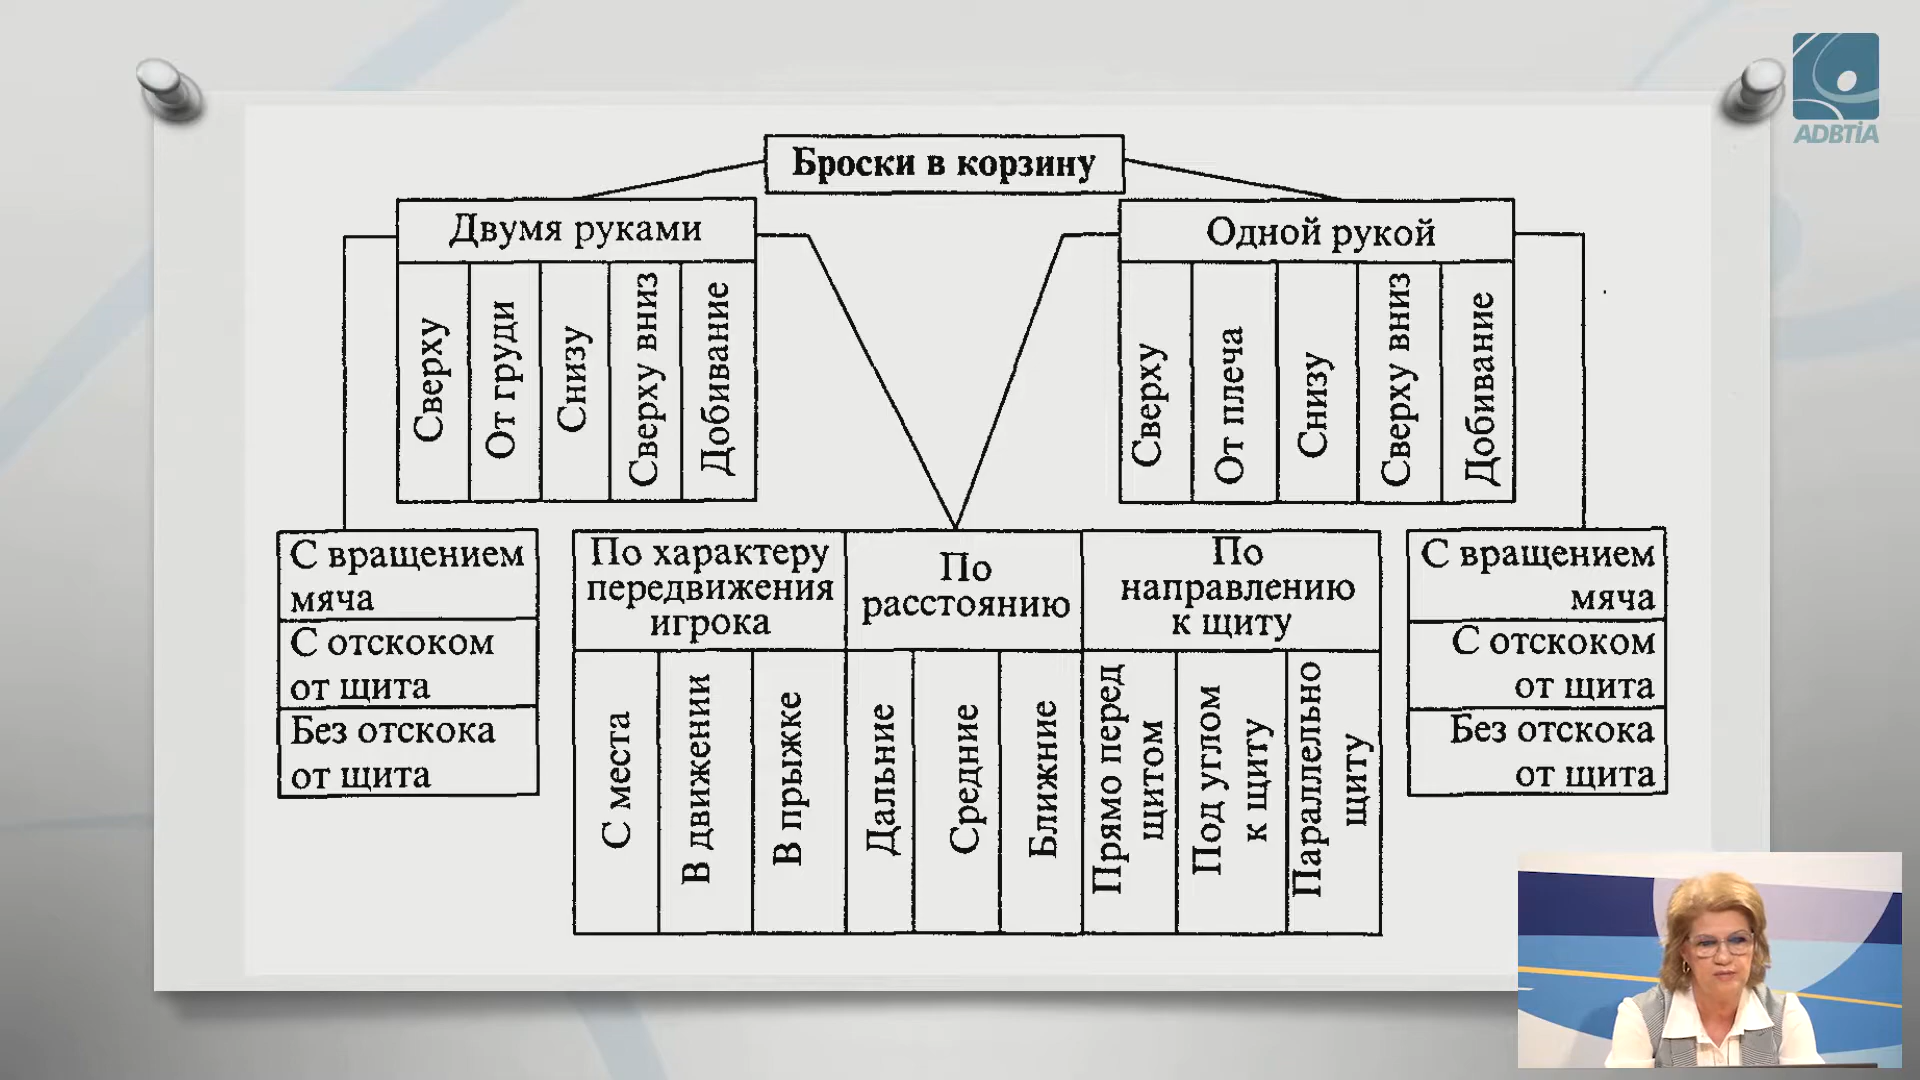 ADBTİA
Броски в корзину
Двумя руками
Сверху
От груди
Снизу
Сверху вниз
Добивание
Одной рукой
Сверху
От плеча
Снизу
Сверху вниз
Добивание
С вращением
мяча
С отскоком
от щита
Без отскока
от щита
По характеру
передвижения
игрока
С места
В движении
В прыжке
По
расстоянию
Дальние
Средние
Ближние
По
направлению
к щиту
Прямо перед
щитом
Под углом
к щиту
Параллельно
щиту
С вращением
мяча
С отскоком
от щита
Без отскока
от щита